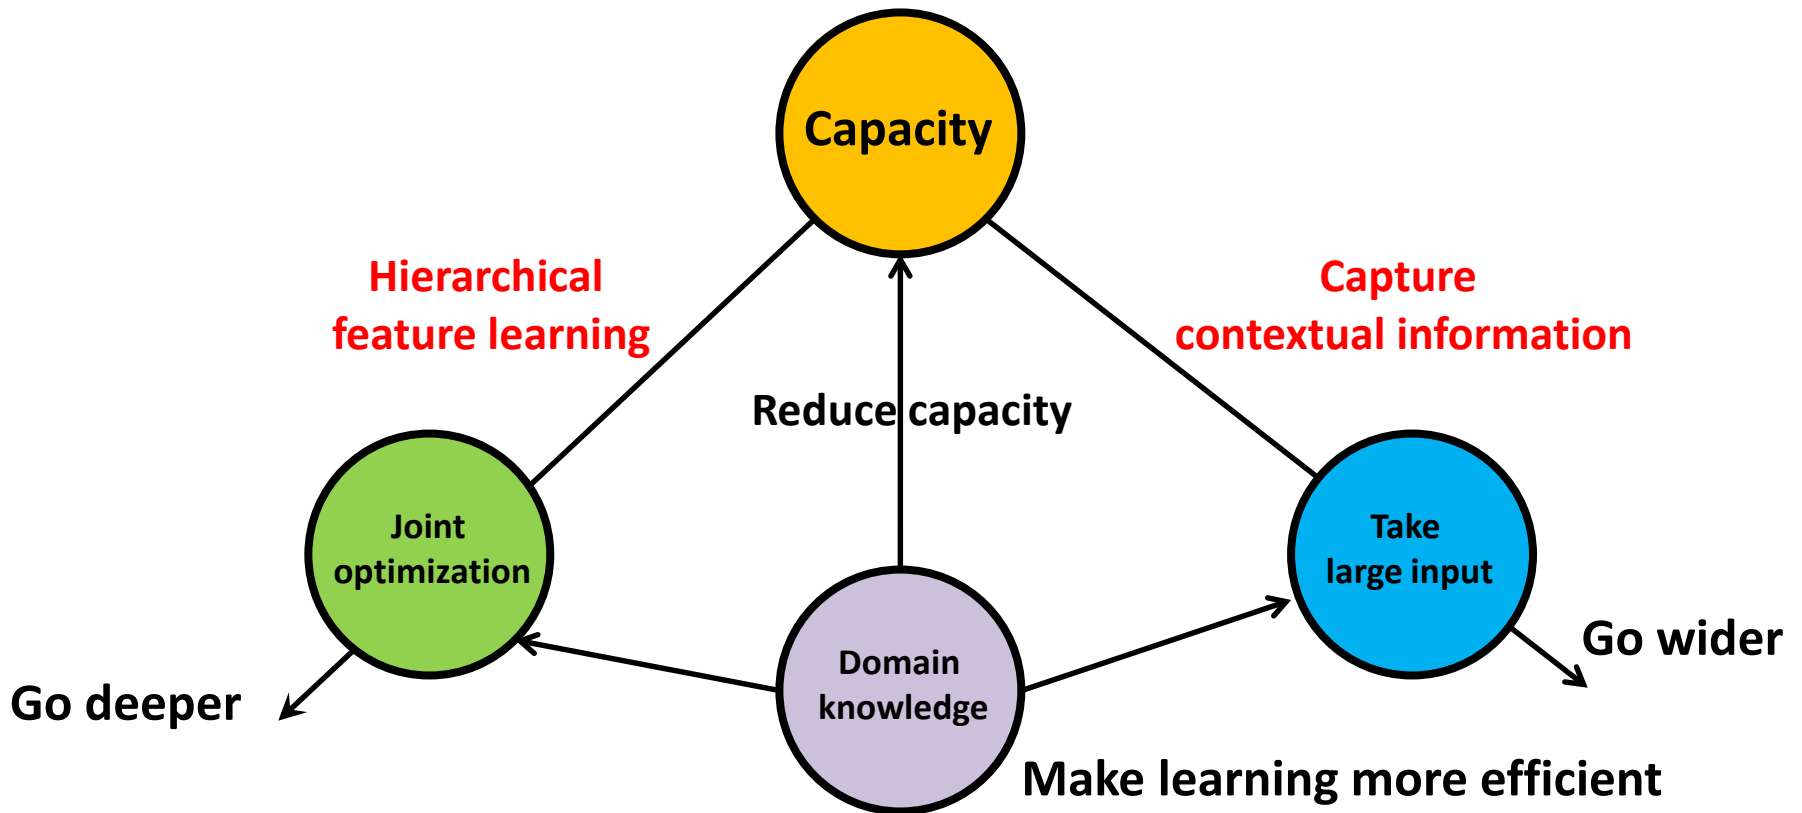 Capacity
Hierarchical
feature learning
Capture
contextual information
Reduce capacity
Joint
optimization
Take
large input
Domain
knowledge
Go wider
Go deeper
Make learning more efficient